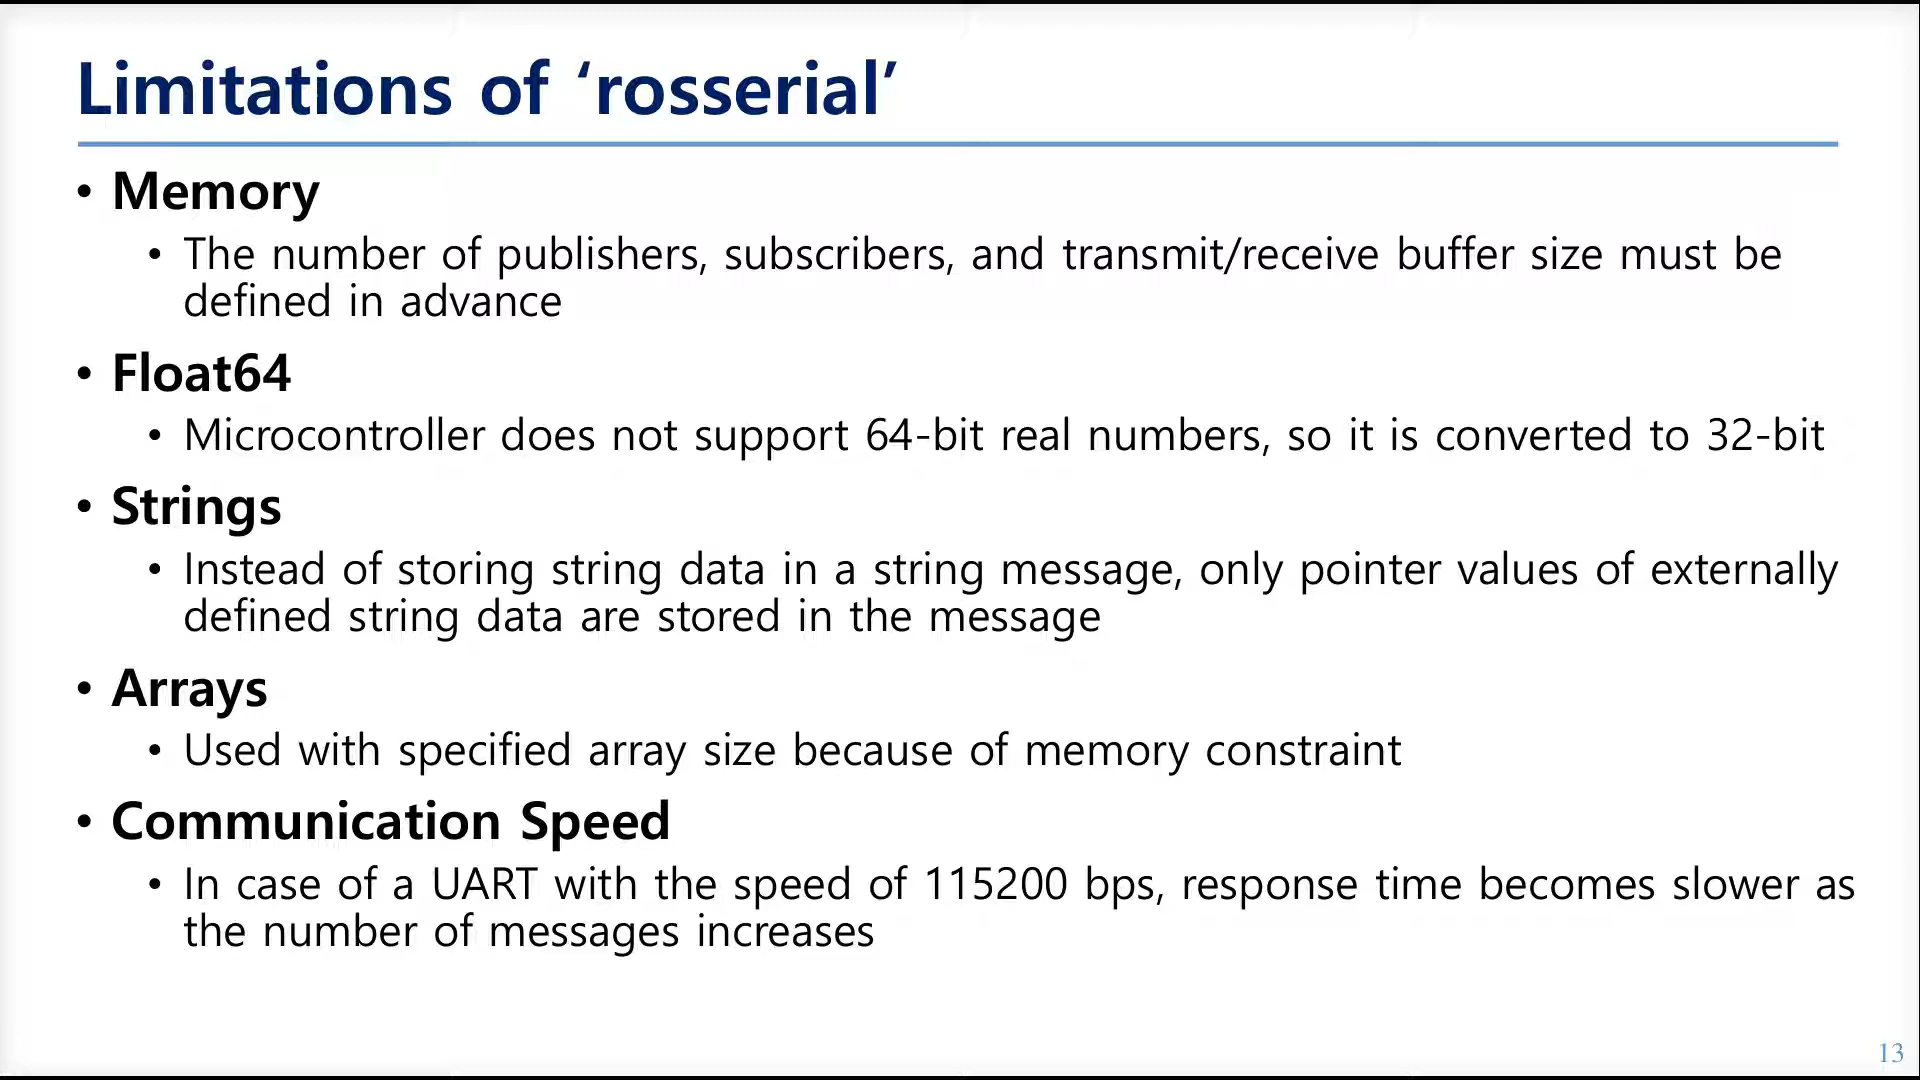 Limitations of ‘rosserial’
• Memory
• The number of publishers, subscribers, and transmit/receive buffer size must be
defined in advance
• Float64
• Microcontroller does not support 64-bit real numbers, so it is converted to 32-bit
• Strings
• Instead of storing string data in a string message, only pointer values of externally
defined string data are stored in the message
• Arrays
• Used with specified array size because of memory constraint
• Communication Speed
• In case of a UART with the speed of 115200 bps, response time becomes slower as
the number of messages increases
13